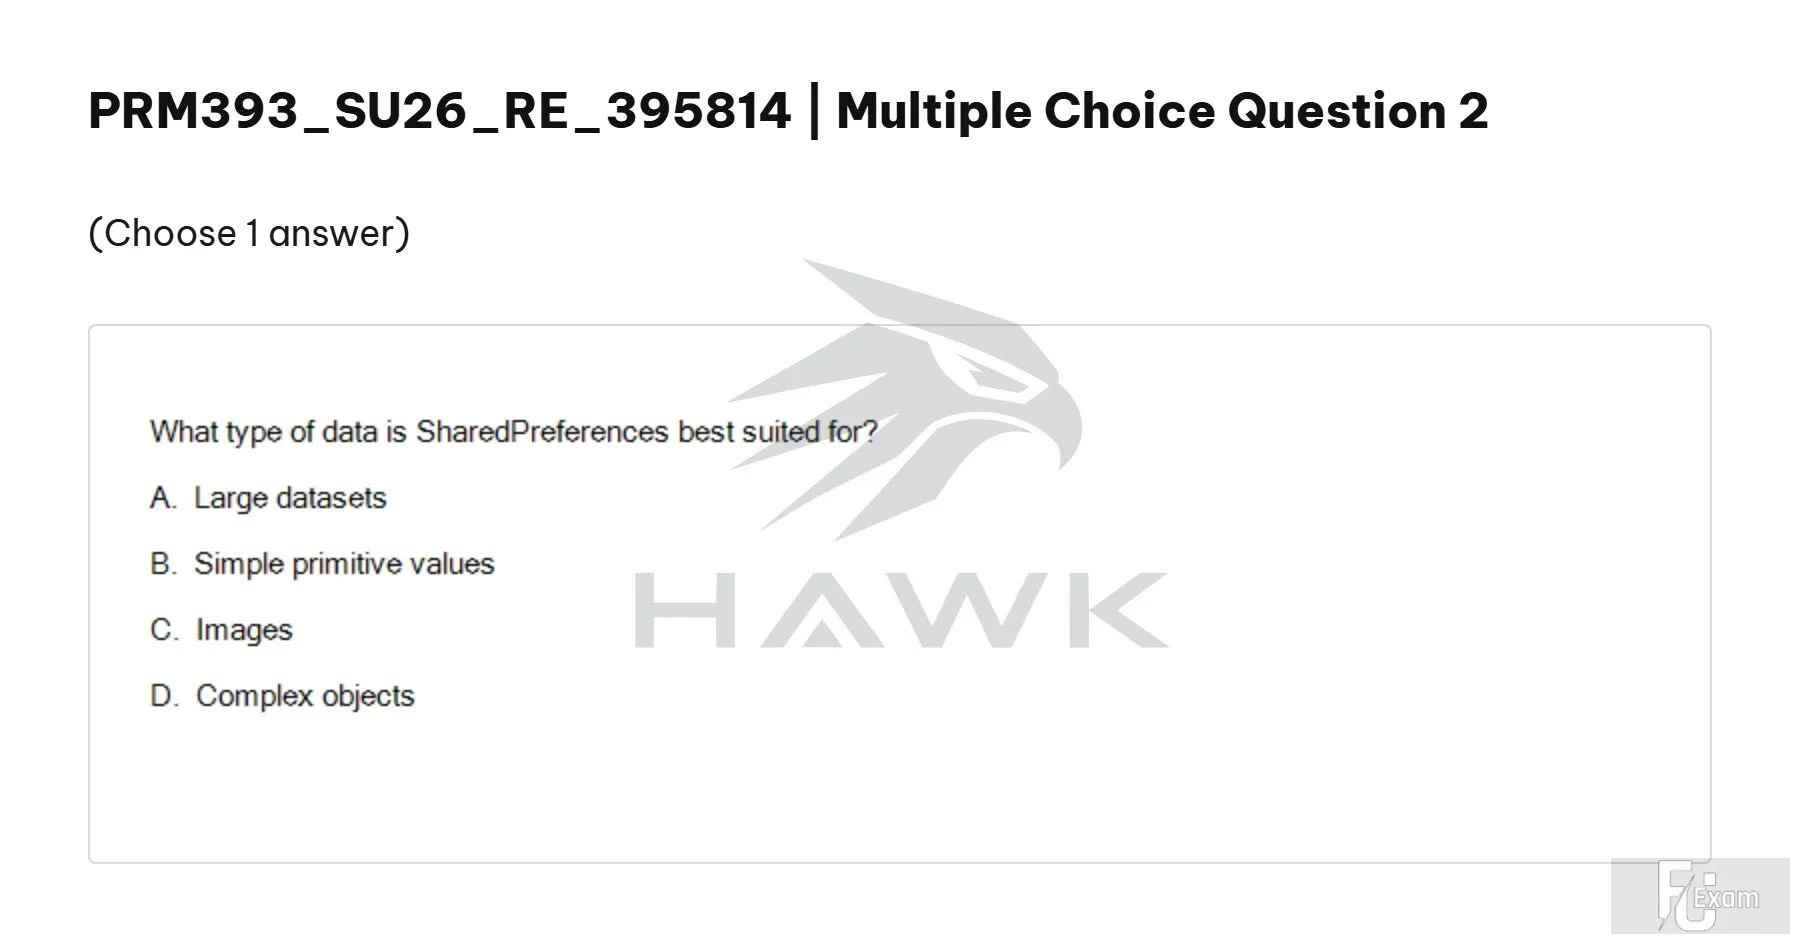 PRM393_SU26_RE_395814 | Multiple Choice Question 2
(Choose 1 answer)
What type of data is SharedPreferences best suited for?
A. Large datasets
B. Simple primitive values
C. Images
D. Complex objects
HAWK
FU Exam